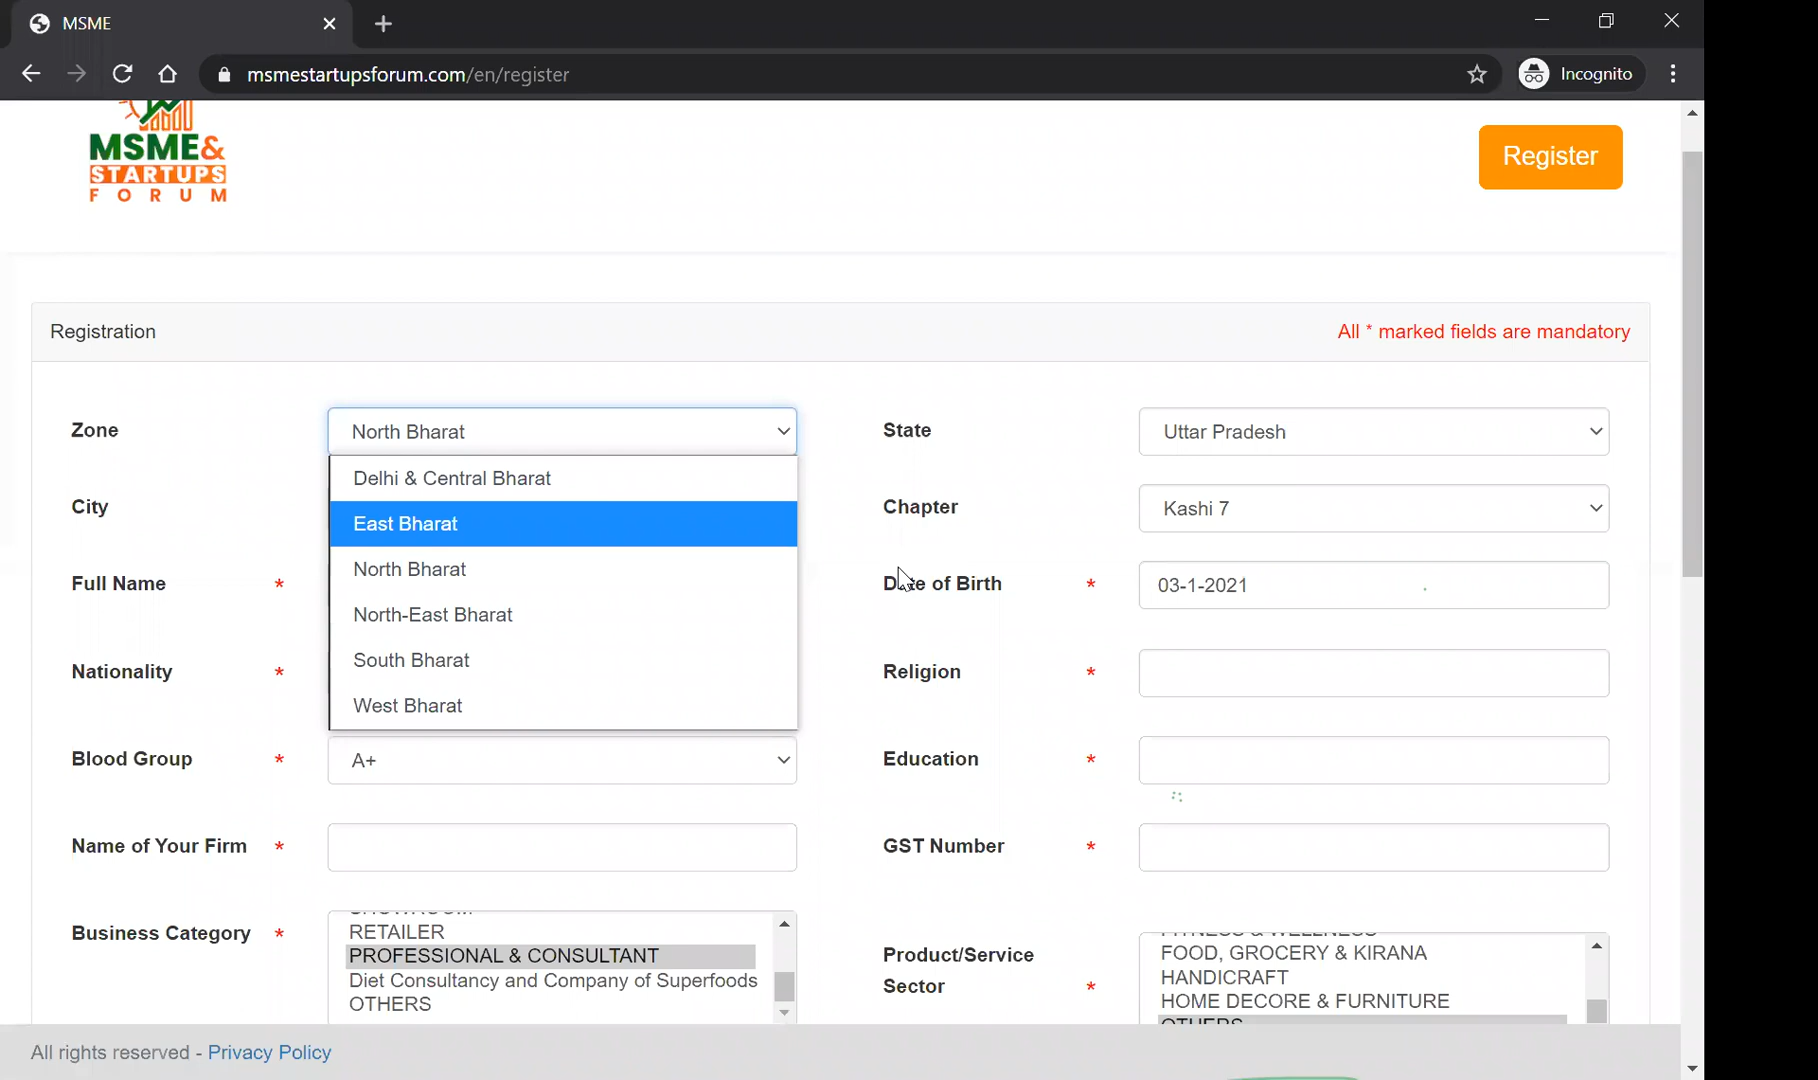 MSME
msmestartupsforum.com/en/register
Incognito
MSME&
STARTUPS
FORUM
Register
Registration
All * marked fields are mandatory
Zone
North Bharat
State
Uttar Pradesh
Delhi & Central Bharat
City
East Bharat
Chapter
Kashi 7
North Bharat
Full Name *
Date of Birth *
03-1-2021
North-East Bharat
South Bharat
Nationality *
Religion *
West Bharat
Blood Group *
A+
Education *
Name of Your Firm *
GST Number *
Business Category *
SHOWROOM
RETAILER
PROFESSIONAL & CONSULTANT
Diet Consultancy and Company of Superfoods
OTHERS
Product/Service
Sector *
FITNESS & WELLNESS
FOOD, GROCERY & KIRANA
HANDICRAFT
HOME DECORE & FURNITURE
OTHERS
All rights reserved - Privacy Policy